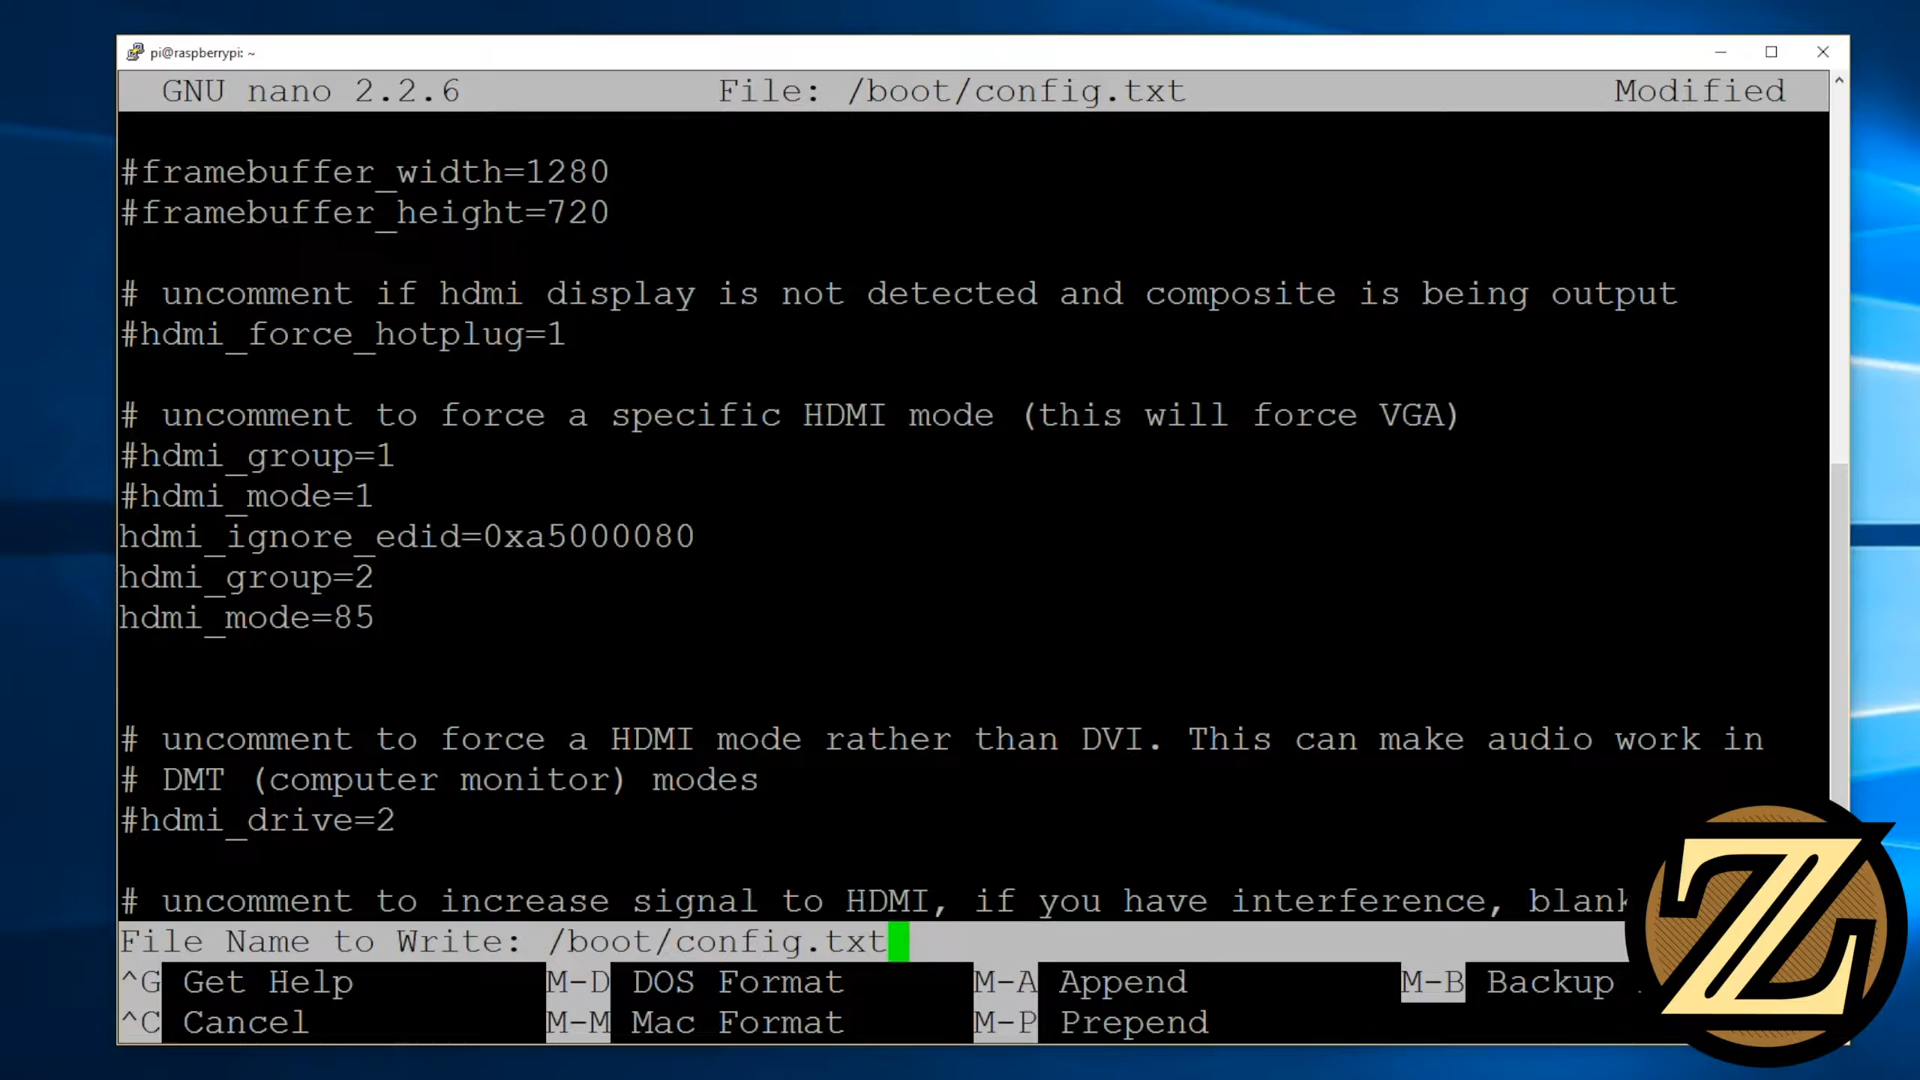 pi@raspberrypi: ~
GNU nano 2.2.6 File: /boot/config.txt Modified
#framebuffer_width=1280
#framebuffer_height=720
# uncomment if hdmi display is not detected and composite is being output
#hdmi_force_hotplug=1
# uncomment to force a specific HDMI mode (this will force VGA)
#hdmi_group=1
#hdmi_mode=1
hdmi_ignore_edid=0xa5000080
hdmi_group=2
hdmi_mode=85
# uncomment to force a HDMI mode rather than DVI. This can make audio work in
# DMT (computer monitor) modes
#hdmi_drive=2
# uncomment to increase signal to HDMI, if you have interference, blank
File Name to Write: /boot/config.txt
^G Get Help M-D DOS Format M-A Append M-B Backup
^C Cancel M-M Mac Format M-P Prepend
Z